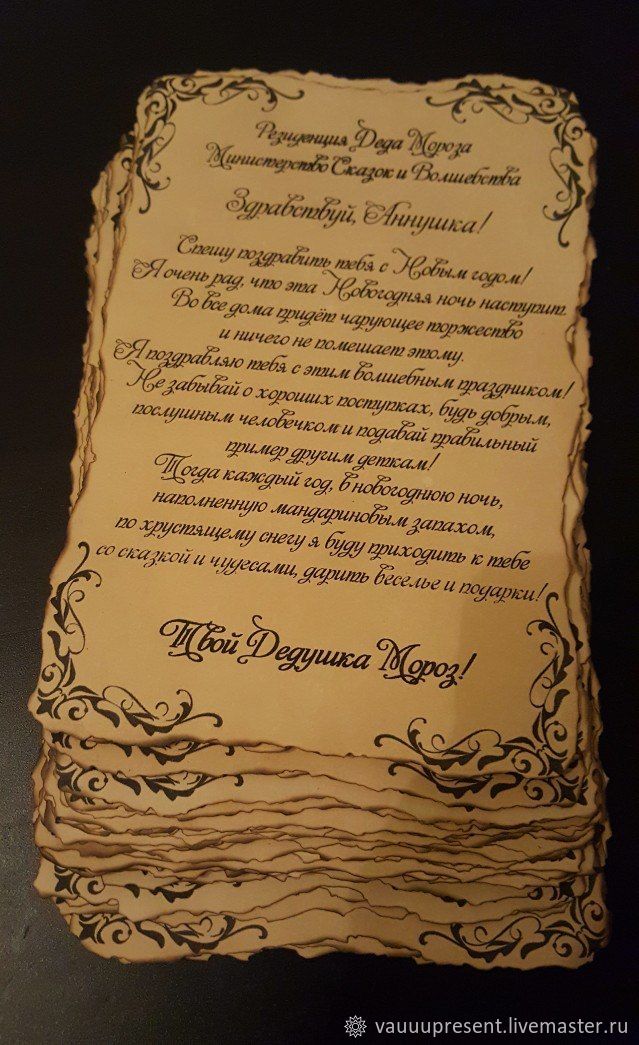 Резиденция Деда Мороза
Министерство Сказок и Волшебства
Здравствуй, Аннушка!
Спешу поздравить тебя с Новым годом!
Я очень рад, что эта Новогодняя ночь наступит.
Во все дома придёт чарующее торжество
и ничего не помешает этому.
Я поздравляю тебя с этим волшебным праздником!
Не забывай о хороших поступках, будь добрым,
послушным человечком и подавай правильный
пример другим деткам!
Тогда каждый год, в новогоднюю ночь,
наполненную мандариновым запахом,
по хрустящему снегу я буду приходить к тебе
со сказкой и чудесами, дарить веселье и подарки!
Твой Дедушка Мороз!
vauuupresent.livemaster.ru